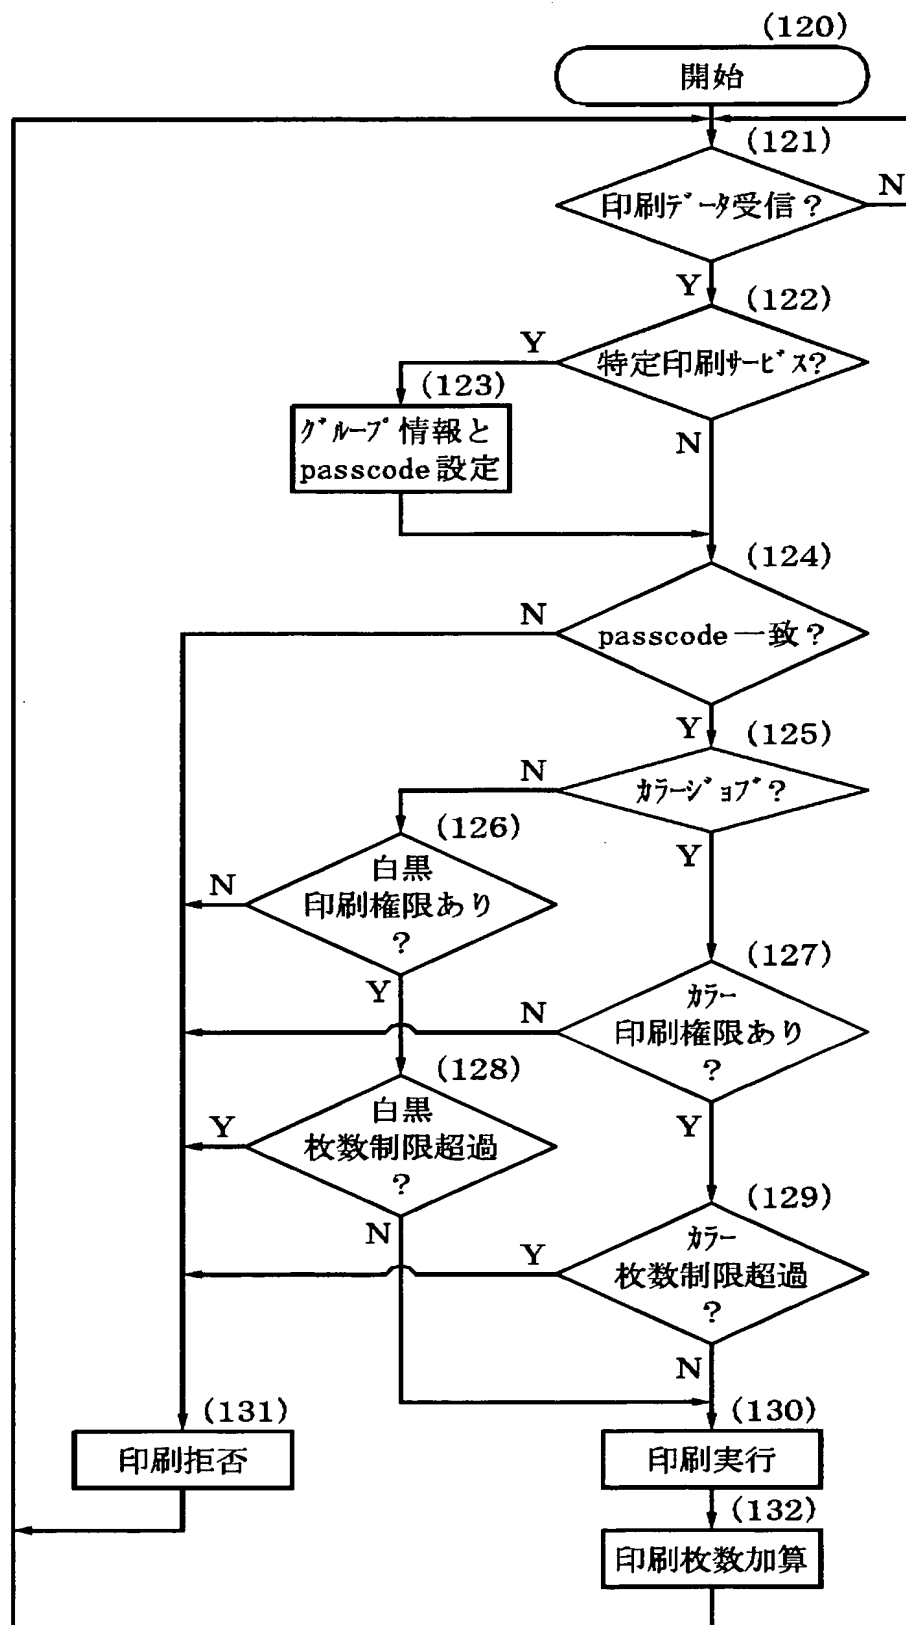 (120)
開始
(121)
印刷ﾃﾞｰﾀ受信?
N
Y
(122)
特定印刷ｻｰﾋﾞｽ?
Y
N
(123)
ｸﾞﾙｰﾌﾟ情報と
passcode設定
(124)
passcode一致?
N
Y
(125)
ｶﾗｰｼﾞｮﾌﾞ?
N
Y
(126)
白黒
印刷権限あり
?
N
Y
(127)
ｶﾗｰ
印刷権限あり
?
N
Y
(128)
白黒
枚数制限超過
?
Y
N
(129)
ｶﾗｰ
枚数制限超過
?
Y
N
(131)
印刷拒否
(130)
印刷実行
(132)
印刷枚数加算